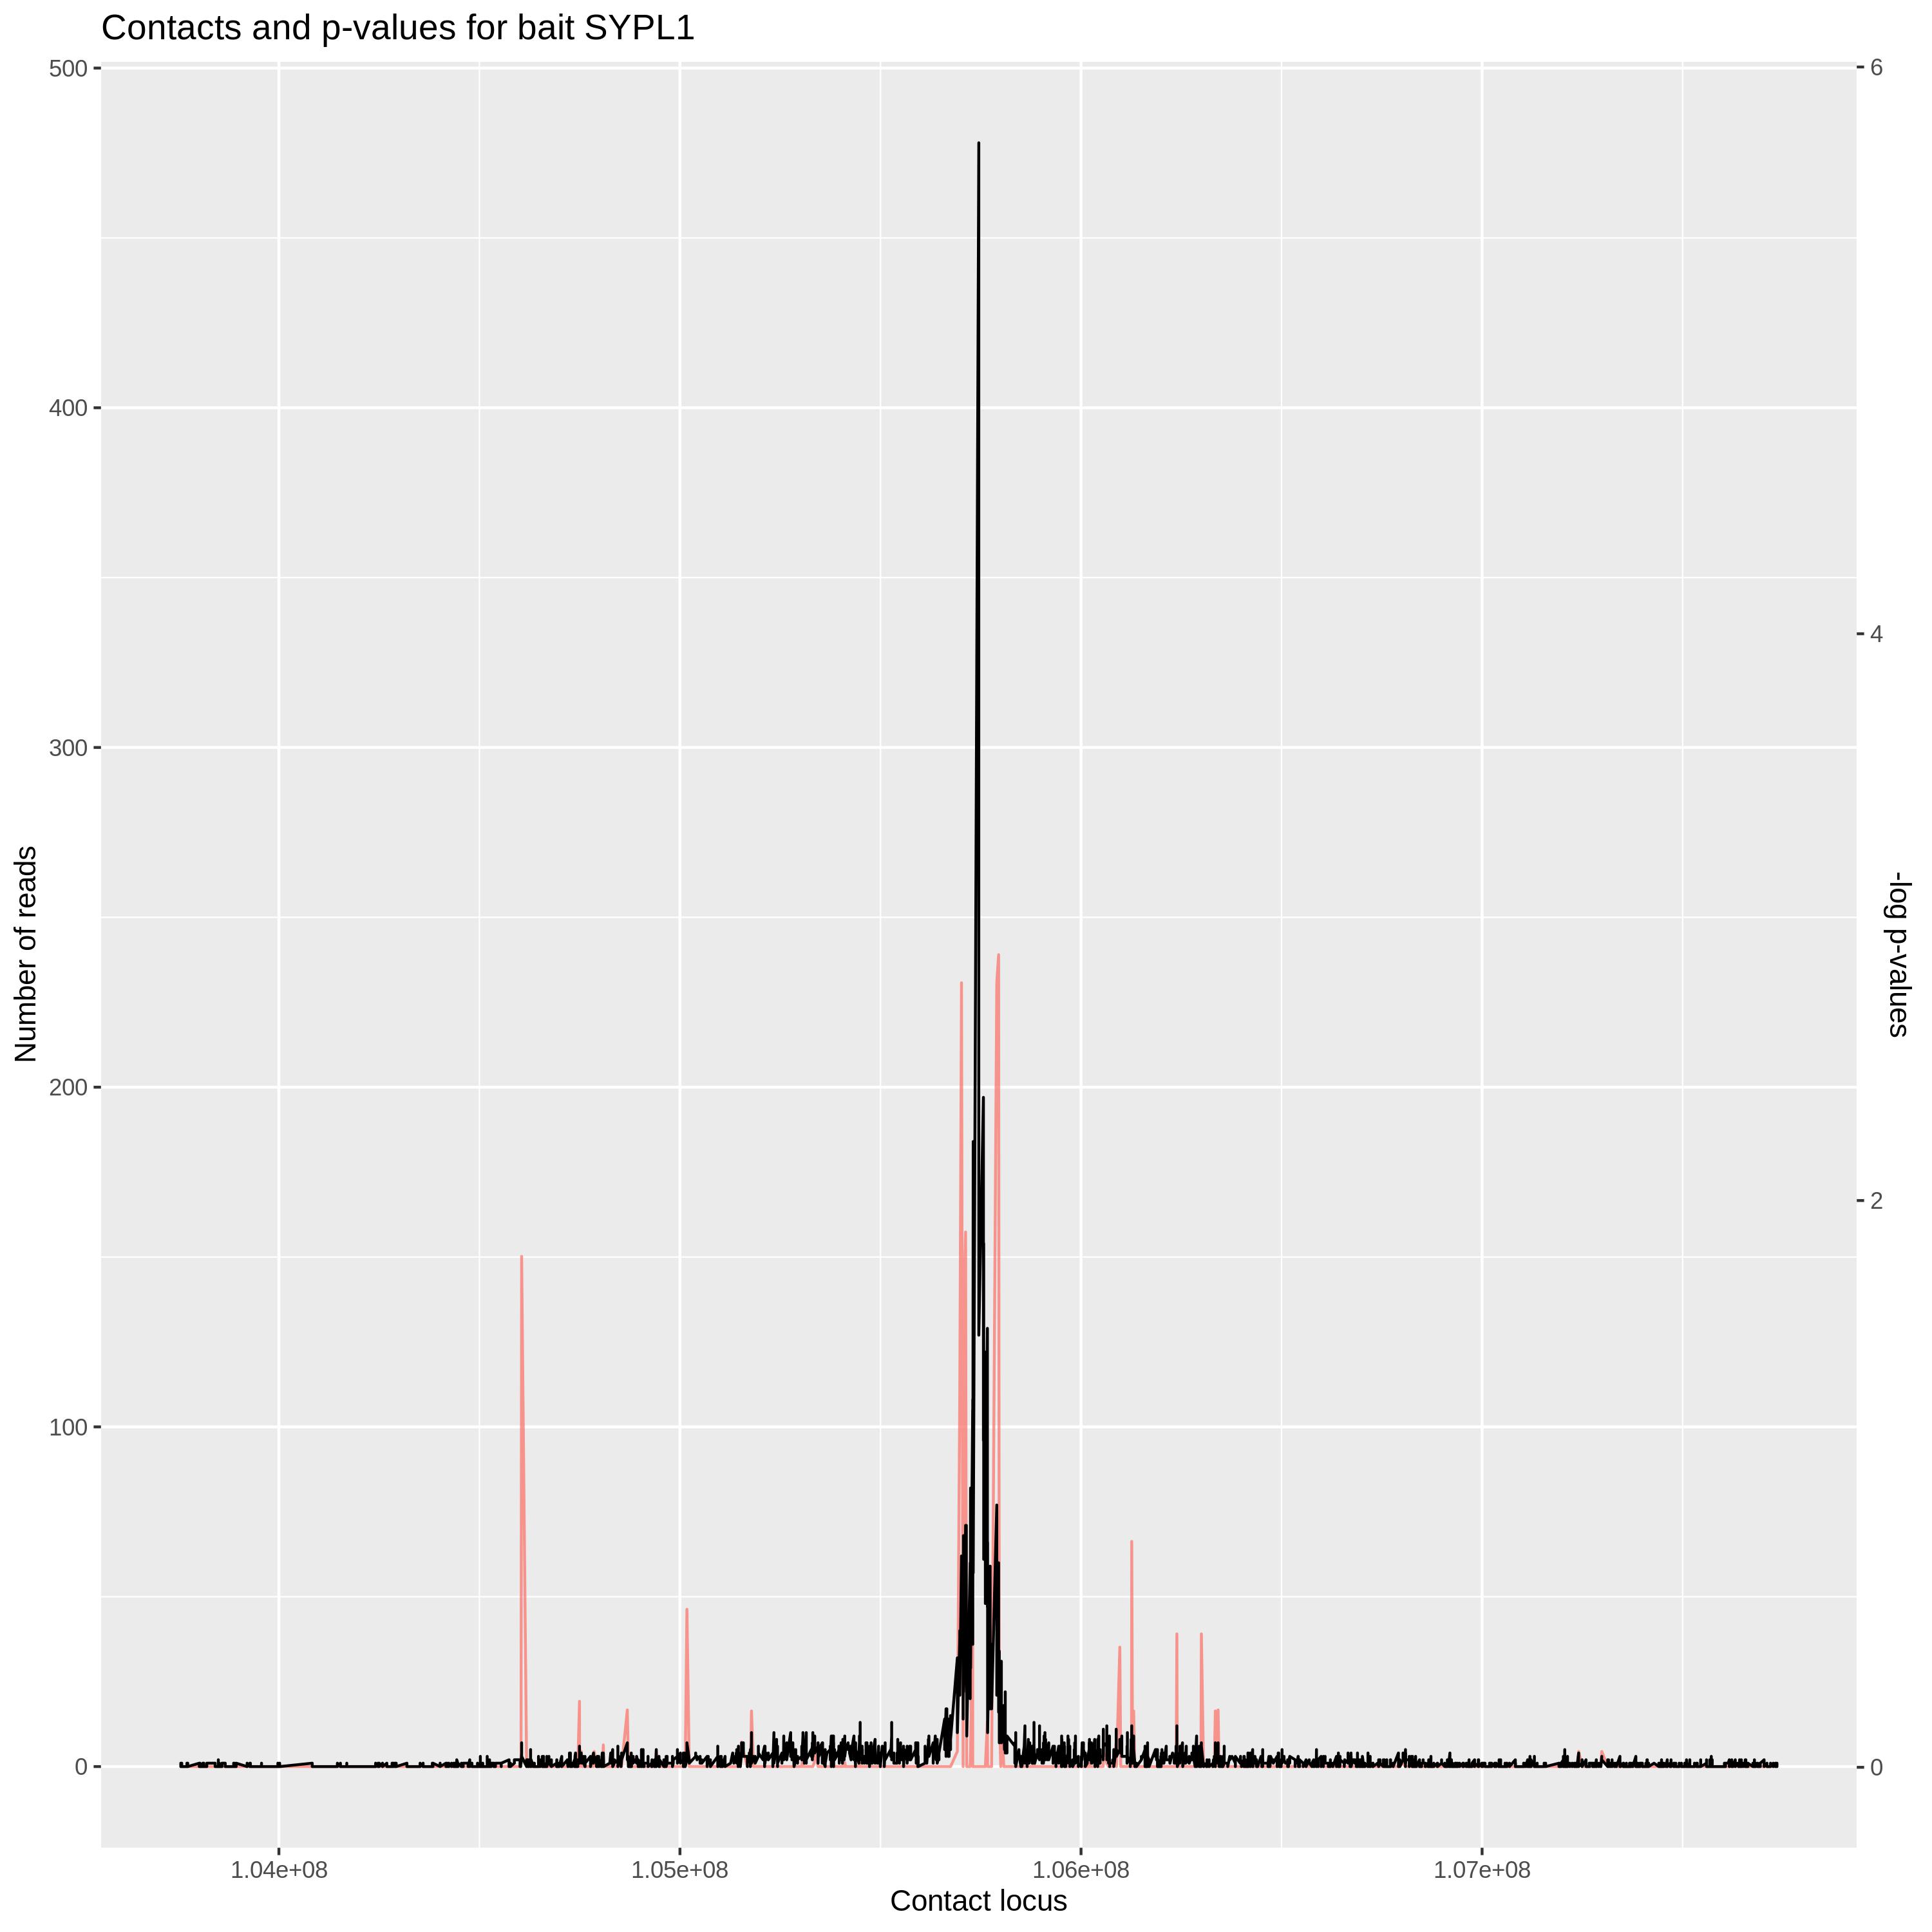 Contacts and p-values for bait SYPL1
500
400
300
200
100
0
Number of reads
6
4
2
0
-log p-values
1.04e+08
1.05e+08
1.06e+08
1.07e+08
Contact locus